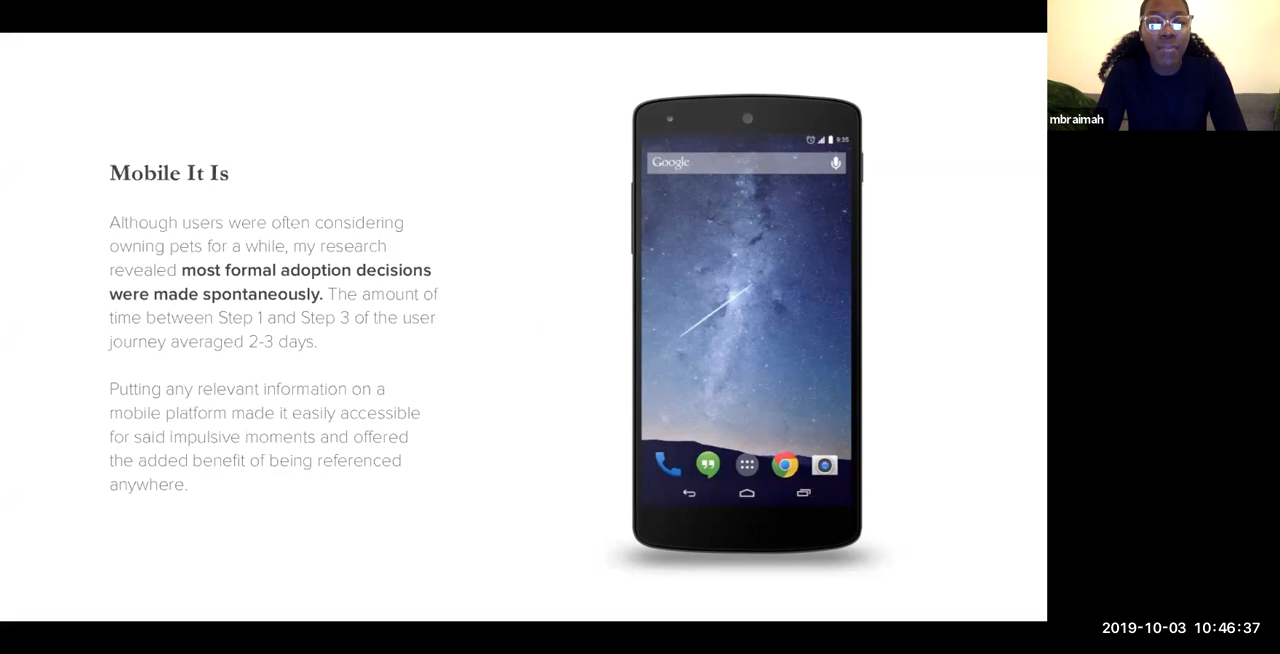 mbraimah
Mobile It Is
Although users were often considering
owning pets for a while, my research
revealed most formal adoption decisions
were made spontaneously. The amount of
time between Step 1 and Step 3 of the user
journey averaged 2-3 days.
Putting any relevant information on a
mobile platform made it easily accessible
for said impulsive moments and offered
the added benefit of being referenced
anywhere.
9:35
Google
2019-10-03 10:46:37